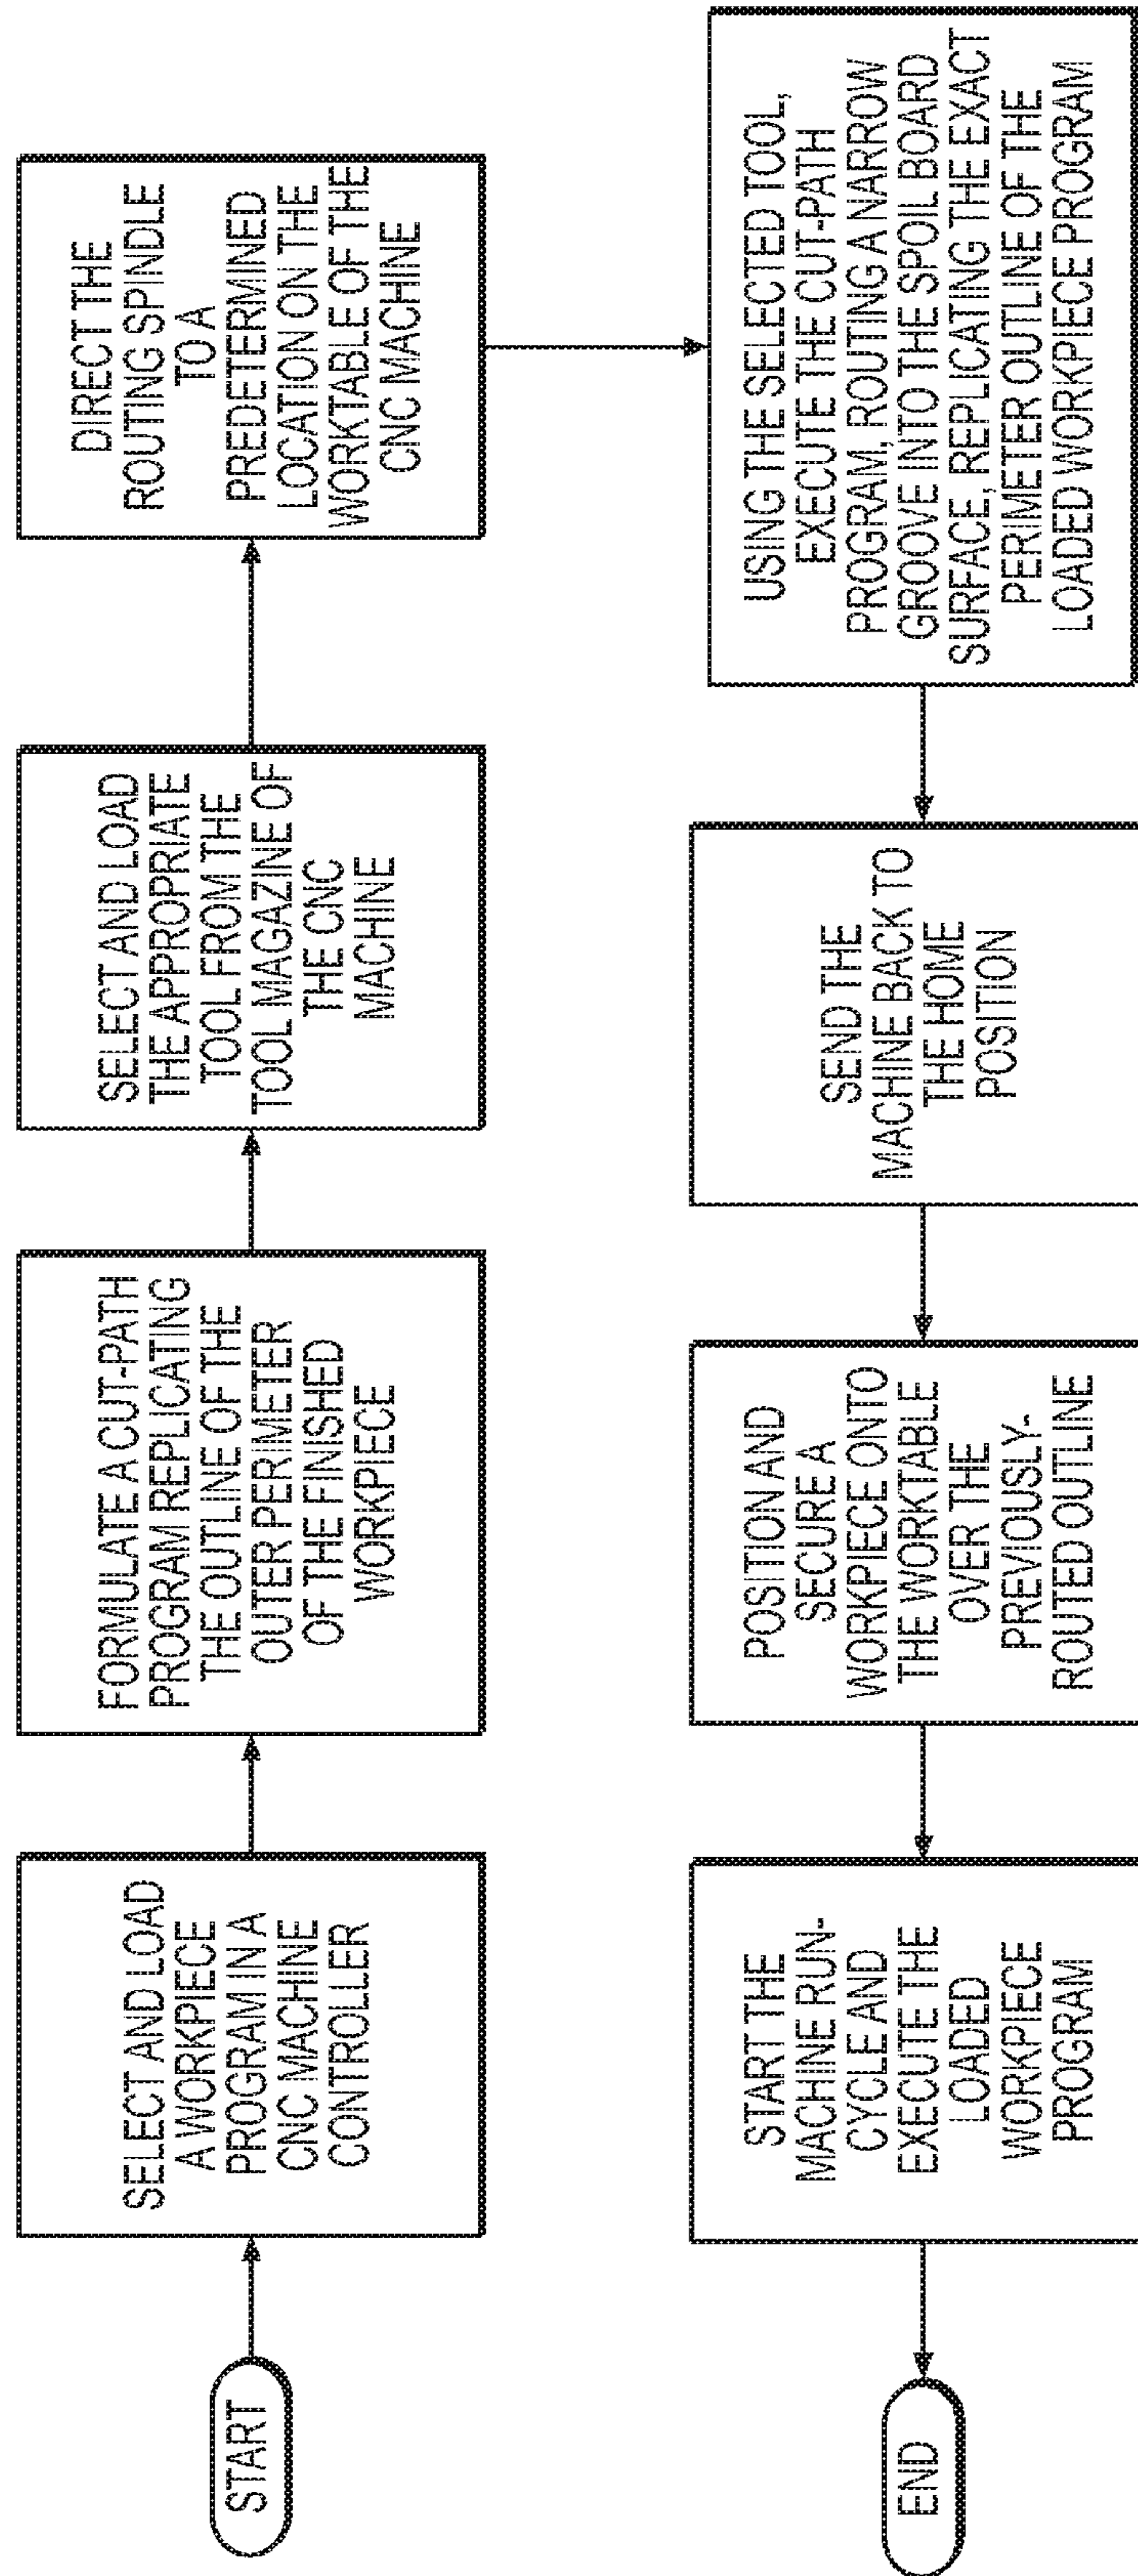 START
SELECT AND LOAD
A WORKPIECE
PROGRAM IN A
CNC MACHINE
CONTROLLER
FORMULATE A CUT-PATH
PROGRAM REPLICATING
THE OUTLINE OF THE
OUTER PERIMETER
OF THE FINISHED
WORKPIECE
SELECT AND LOAD
THE APPROPRIATE
TOOL FROM THE
TOOL MAGAZINE OF
THE CNC
MACHINE
DIRECT THE
ROUTING SPINDLE
TO A
PREDETERMINED
LOCATION ON THE
WORKTABLE OF THE
CNC MACHINE
USING THE SELECTED TOOL,
EXECUTE THE CUT-PATH
PROGRAM, ROUTING A NARROW
GROOVE INTO THE SPOIL BOARD
SURFACE, REPLICATING THE EXACT
PERIMETER OUTLINE OF THE
LOADED WORKPIECE PROGRAM
SEND THE
MACHINE BACK TO
THE HOME
POSITION
POSITION AND
SECURE A
WORKPIECE ONTO
THE WORKTABLE
OVER THE
PREVIOUSLY-
ROUTED OUTLINE
START THE
MACHINE RUN-
CYCLE AND
EXECUTE THE
LOADED
WORKPIECE
PROGRAM
END